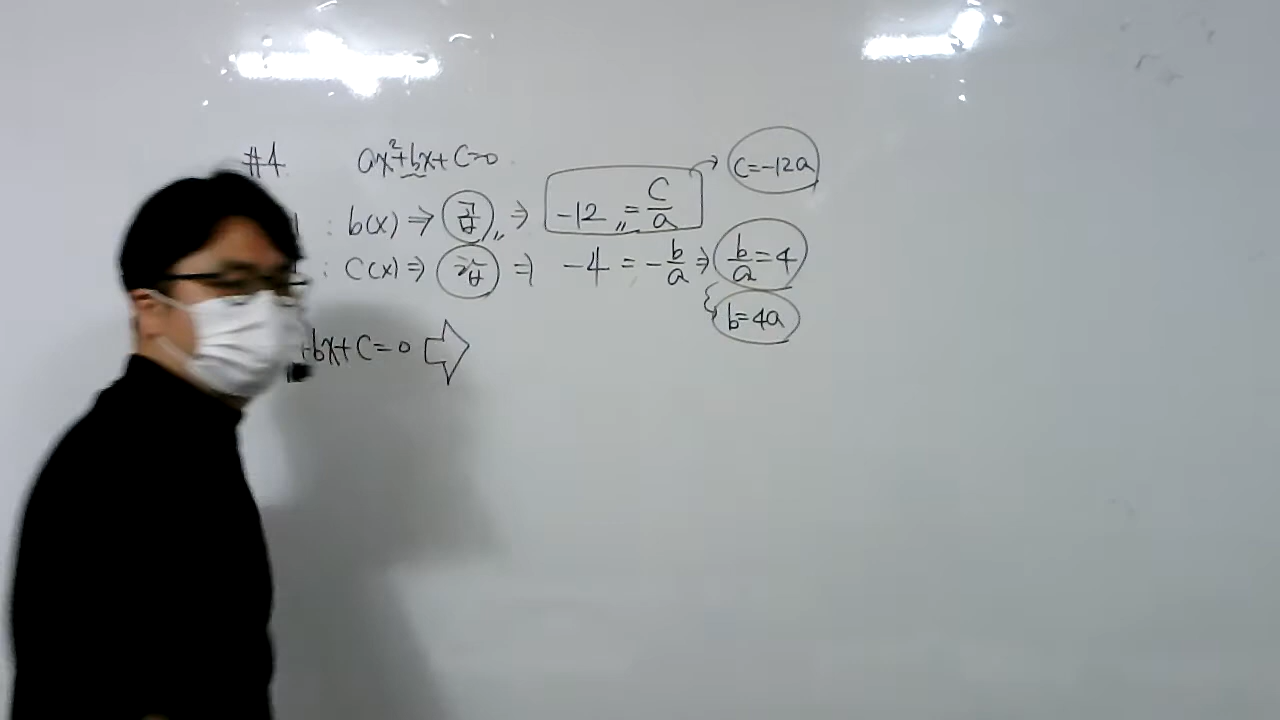 #4 ax²+bx+c=0
: b(x) ⇒ 곱 ⇒ -12 = c/a → c=-12a
: c(x) ⇒ 합 ⇒ -4 = -b/a ⇒ b/a=4
b=4a
+bx+c=0 ⇨